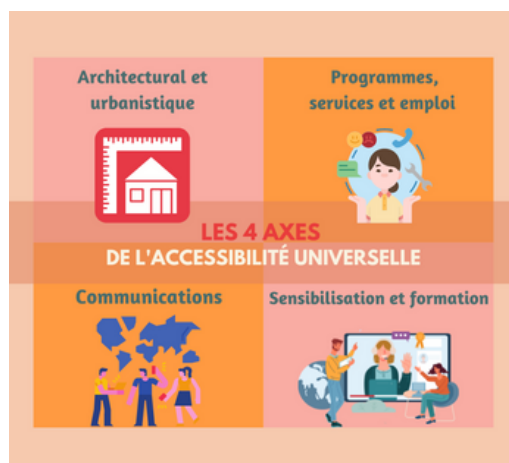 Architectural et
urbanistique
Programmes,
services et emploi
LES 4 AXES
DE L'ACCESSIBILITÉ UNIVERSELLE
Communications
Sensibilisation et formation